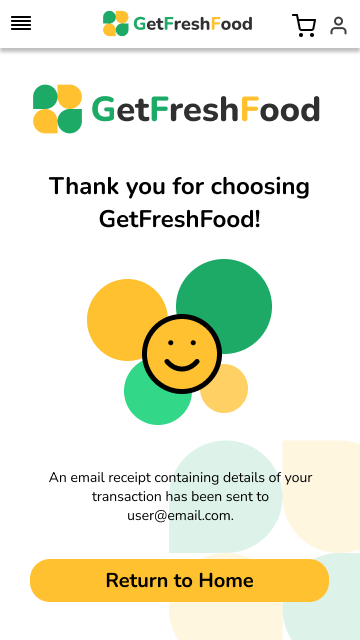 GetFreshFood
GetFreshFood
Thank you for choosing
GetFreshFood!
An email receipt containing details of your
transaction has been sent to
user@email.com.
Return to Home